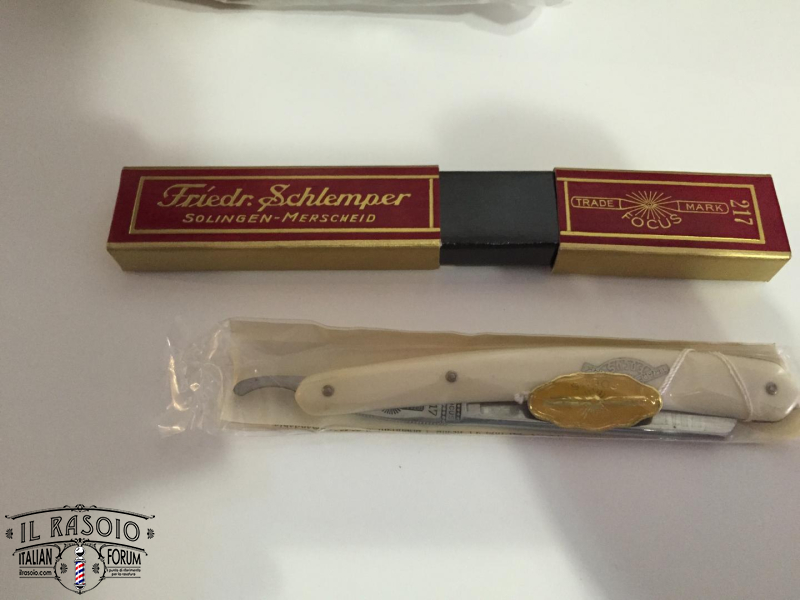 Friedr. Schlemper
SOLINGEN-MERSCHEID
TRADE MARK
FOCUS
217
IL RASOIO
ITALIAN FORUM
ilrasoio.com